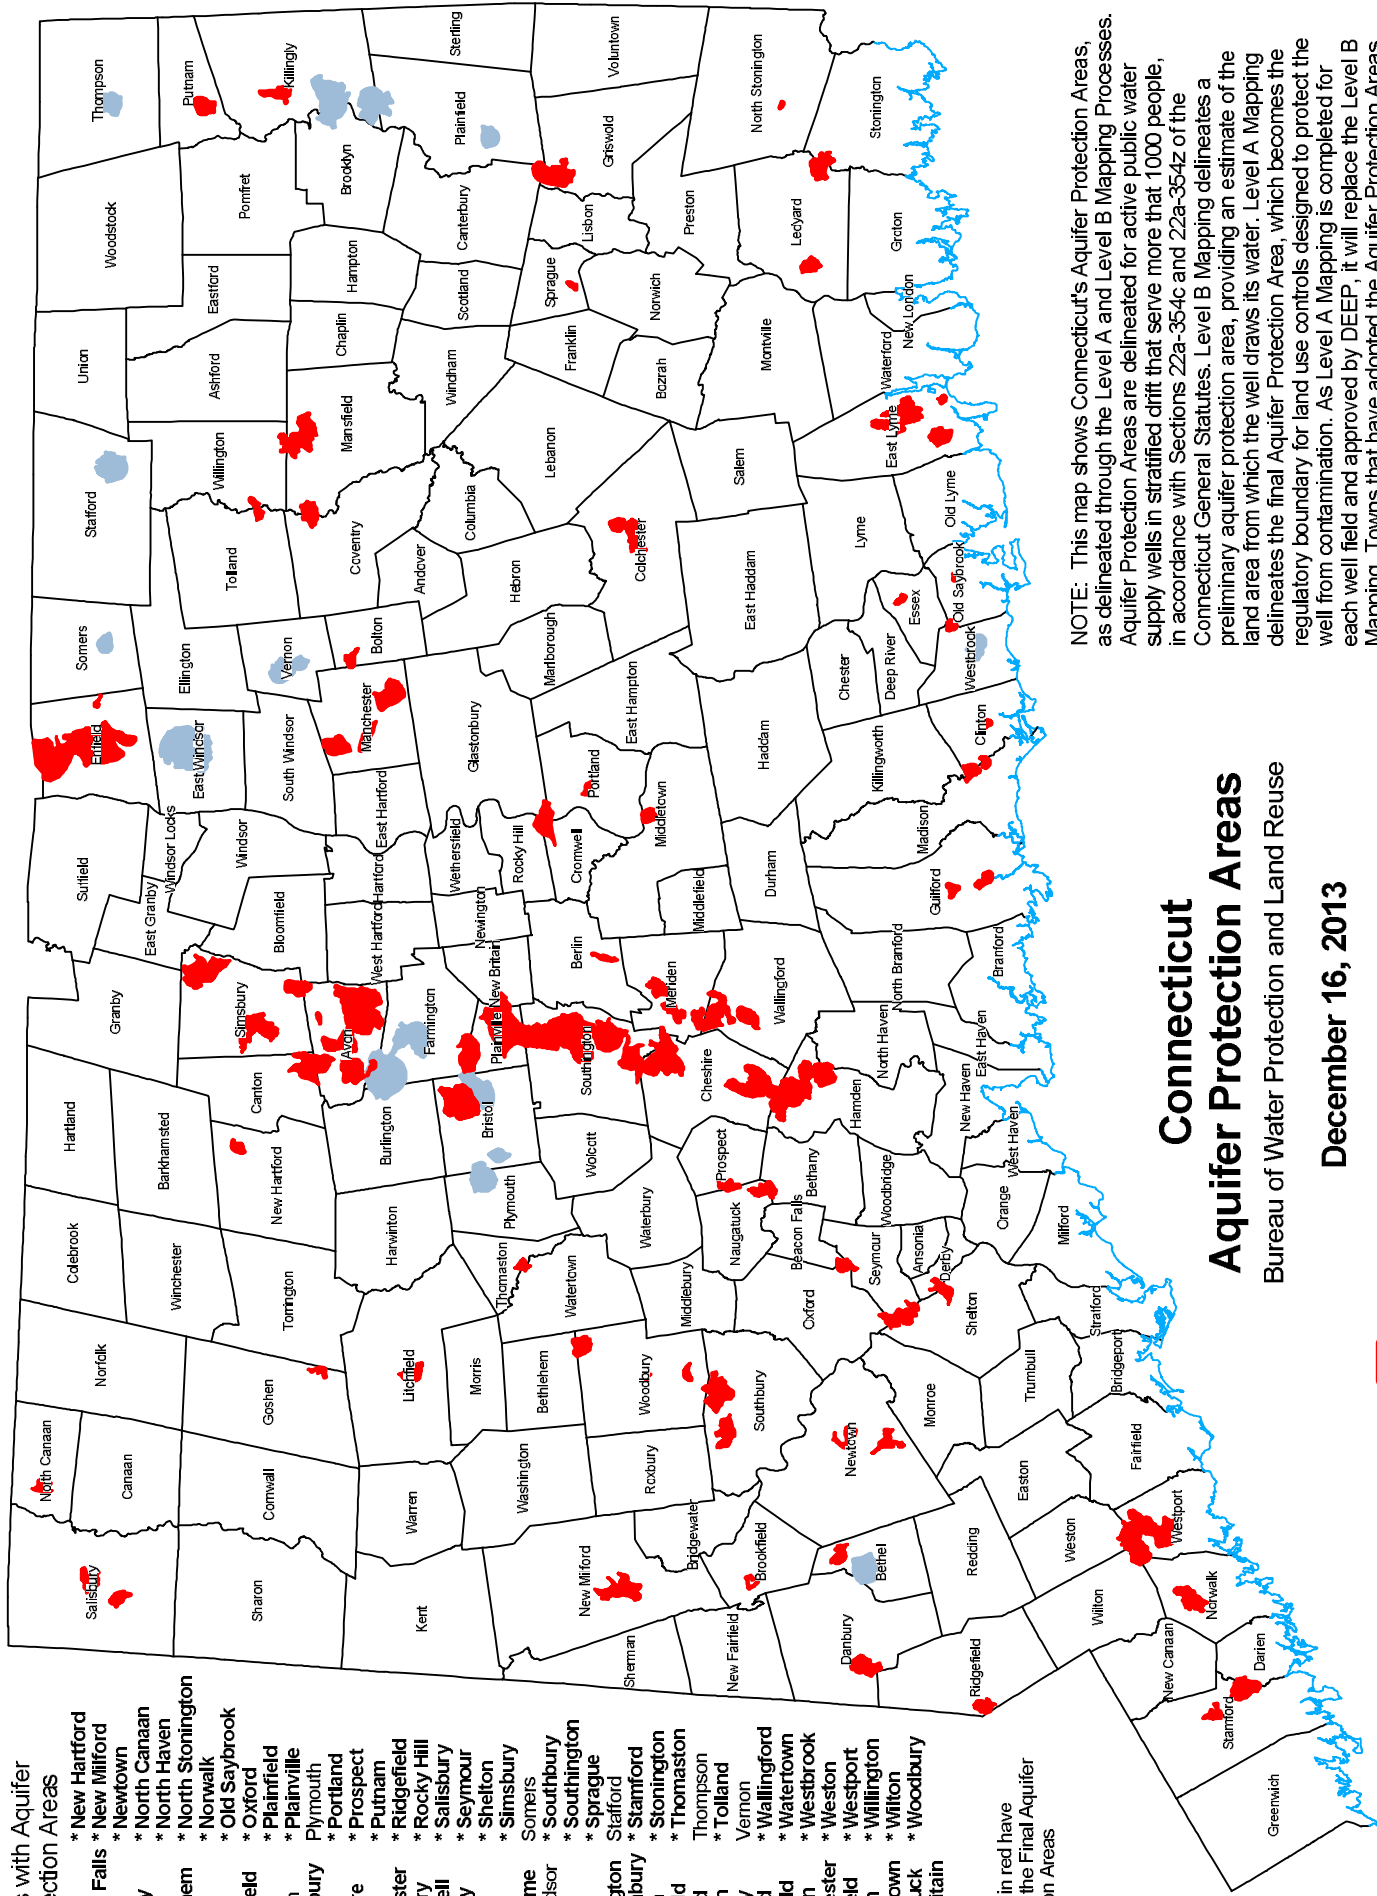 Connecticut
Aquifer Protection Areas
Bureau of Water Protection and Land Reuse
December 16, 2013
NOTE: This map shows Connecticut's Aquifer Protection Areas,
as delineated through the Level A and Level B Mapping Processes.
Aquifer Protection Areas are delineated for active public water
supply wells in stratified drift that serve more that 1000 people,
in accordance with Sections 22a-354c and 22a-354z of the
Connecticut General Statutes. Level B Mapping delineates a
preliminary aquifer protection area, providing an estimate of the
land area from which the well draws its water. Level A Mapping
delineates the final Aquifer Protection Area, which becomes the
regulatory boundary for land use controls designed to protect the
well from contamination. As Level A Mapping is completed for
each well field and approved by DEEP, it will replace the Level B
Mapping. Towns that have adopted the Aquifer Protection Areas
with Aquifer
ection Areas
* New Hartford
Falls * New Milford
* Newtown
* North Canaan
* North Haven
* North Stonington
* Norwalk
* Old Saybrook
* Oxford
* Plainfield
* Plainville
Plymouth
* Portland
* Prospect
* Putnam
* Ridgefield
* Rocky Hill
* Salisbury
* Seymour
* Shelton
* Simsbury
Somers
* Southbury
* Southington
* Sprague
Stafford
* Stamford
* Stonington
* Thomaston
Thompson
* Tolland
Vernon
* Wallingford
* Watertown
* Westbrook
* Weston
* Westport
* Willington
* Wilton
* Woodbury
in red have
the Final Aquifer
on Areas
Salisbury
North Canaan
Canaan
Norfolk
Colebrook
Hartland
Granby
Suffield
Enfield
Somers
Stafford
Union
Woodstock
Thompson
Putnam
Killingly
Sterling
Voluntown
Sharon
Cornwall
Goshen
Torrington
Winchester
Barkhamsted
New Hartford
Canton
Simsbury
East Granby
Windsor Locks
Windsor
Bloomfield
East Windsor
Ellington
Tolland
Willington
Ashford
Eastford
Pomfret
Brooklyn
Plainfield
Griswold
North Stonington
Stonington
Kent
Warren
Litchfield
Harwinton
Burlington
Avon
Farmington
West Hartford
Hartford
East Hartford
South Windsor
Manchester
Vernon
Bolton
Coventry
Mansfield
Chaplin
Hampton
Canterbury
Scotland
Windham
Columbia
Andover
Hebron
Lebanon
Franklin
Sprague
Lisbon
Norwich
Preston
Ledyard
Groton
New London
Waterford
Montville
Bozrah
Salem
East Lyme
Old Lyme
Lyme
East Haddam
Colchester
Marlborough
Glastonbury
East Hampton
Portland
Haddam
Middletown
Cromwell
Rocky Hill
Wethersfield
Newington
New Britain
Plainville
Bristol
Plymouth
Thomaston
Watertown
Morris
Bethlehem
Washington
New Milford
Sherman
New Fairfield
Roxbury
Woodbury
Middlebury
Waterbury
Wolcott
Southington
Berlin
Meriden
Middlefield
Durham
Wallingford
Cheshire
Prospect
Naugatuck
Beacon Falls
Bethany
Hamden
North Haven
North Branford
Branford
East Haven
New Haven
West Haven
Woodbridge
Orange
Milford
Ansonia
Derby
Seymour
Oxford
Southbury
Bridgewater
Brookfield
Newtown
Bethel
Danbury
Ridgefield
Redding
Easton
Monroe
Trumbull
Shelton
Stratford
Bridgeport
Fairfield
Weston
Westport
Wilton
Norwalk
New Canaan
Darien
Stamford
Greenwich
Guilford
Madison
Killingworth
Clinton
Westbrook
Old Saybrook
Essex
Deep River
Chester